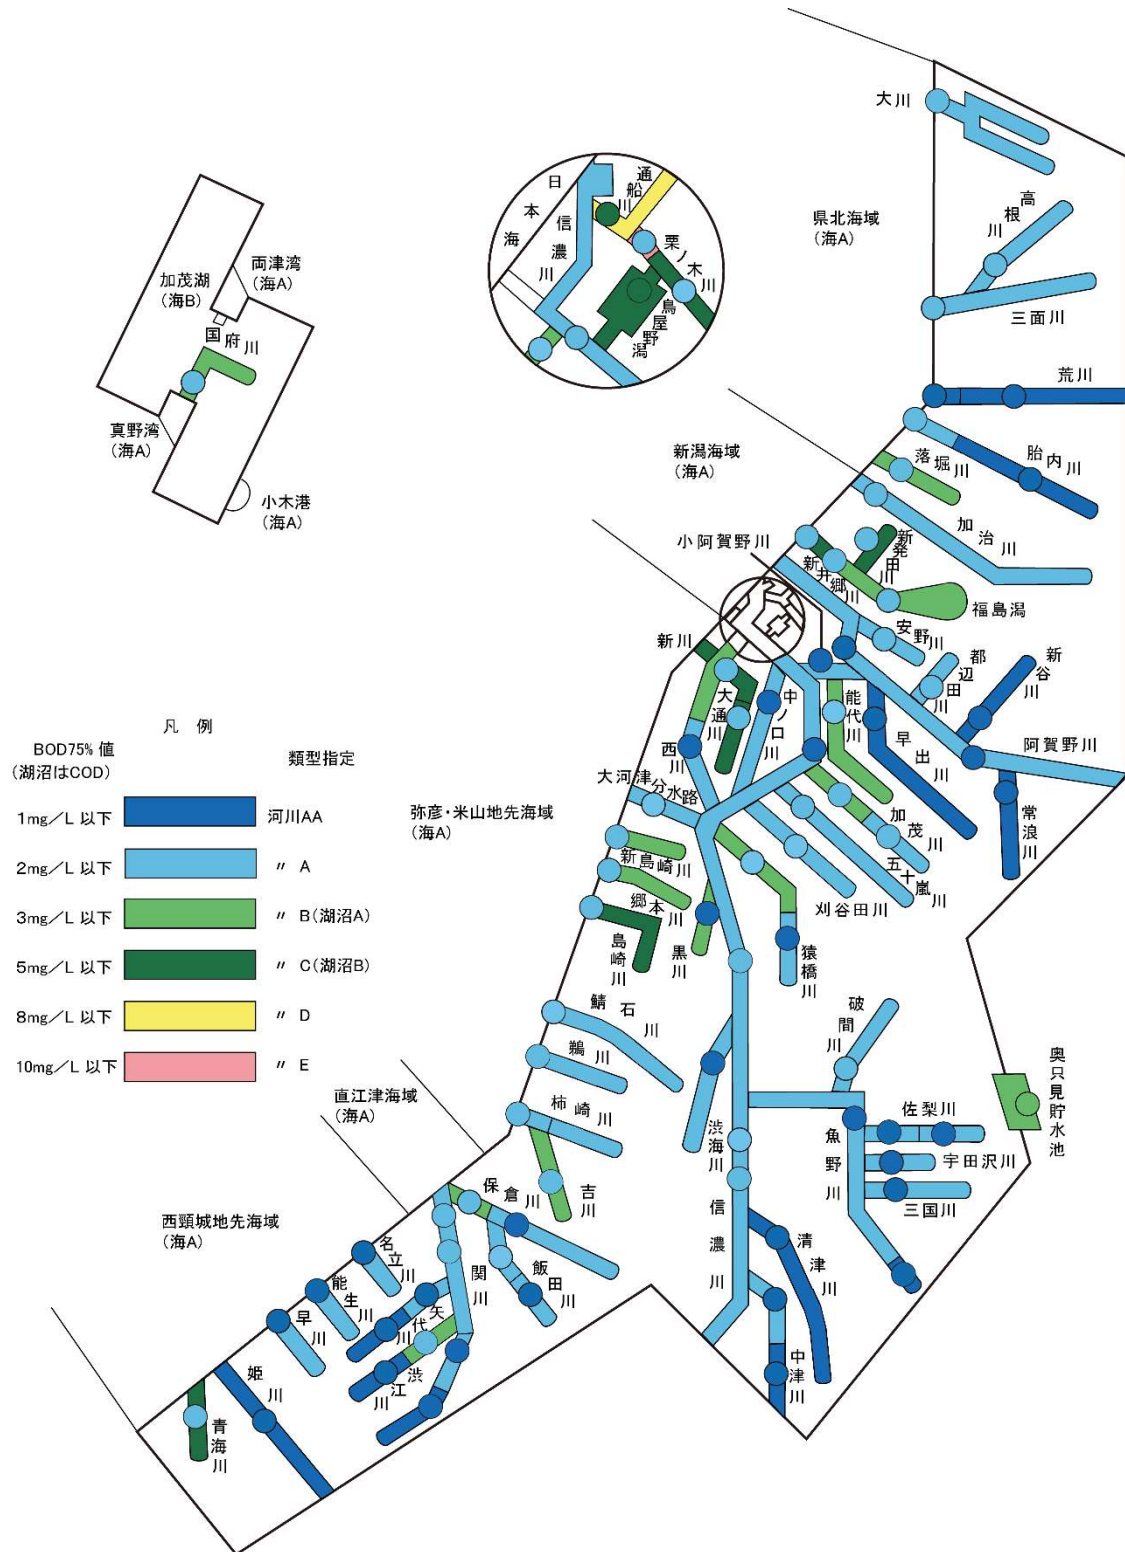 大川
県北海域
(海A)
高根川
三面川
荒川
日本海
信濃川
通船川
栗ノ木川
鳥屋野潟
両津湾
(海A)
加茂湖
(海B)
国府川
真野湾
(海A)
小木港
(海A)
新潟海域
(海A)
落堀川
胎内川
加治川
小阿賀野川
新発田川
新井郷川
福島潟
安野川
新川
都辺田川
新谷川
大通川
中ノ口川
能代川
早出川
阿賀野川
西川
常浪川
大河津分水路
弥彦・米山地先海域
(海A)
加茂川
五十嵐川
刈谷田川
新島崎川
郷本川
島崎川
黒川
猿橋川
凡 例
BOD75%値
(湖沼はCOD)
類型指定
1mg/L 以下
河川AA
2mg/L 以下
〃 A
3mg/L 以下
〃 B(湖沼A)
5mg/L 以下
〃 C(湖沼B)
8mg/L 以下
〃 D
10mg/L 以下
〃 E
鯖石川
鵜川
破間川
奥只見貯水池
直江津海域
(海A)
柿崎川
渋海川
魚野川
佐梨川
宇田沢川
三国川
吉川
西頸城地先海域
(海A)
保倉川
信濃川
清津川
名立川
関川
飯田川
能生川
矢代川
早川
渋江川
中津川
姫川
青海川